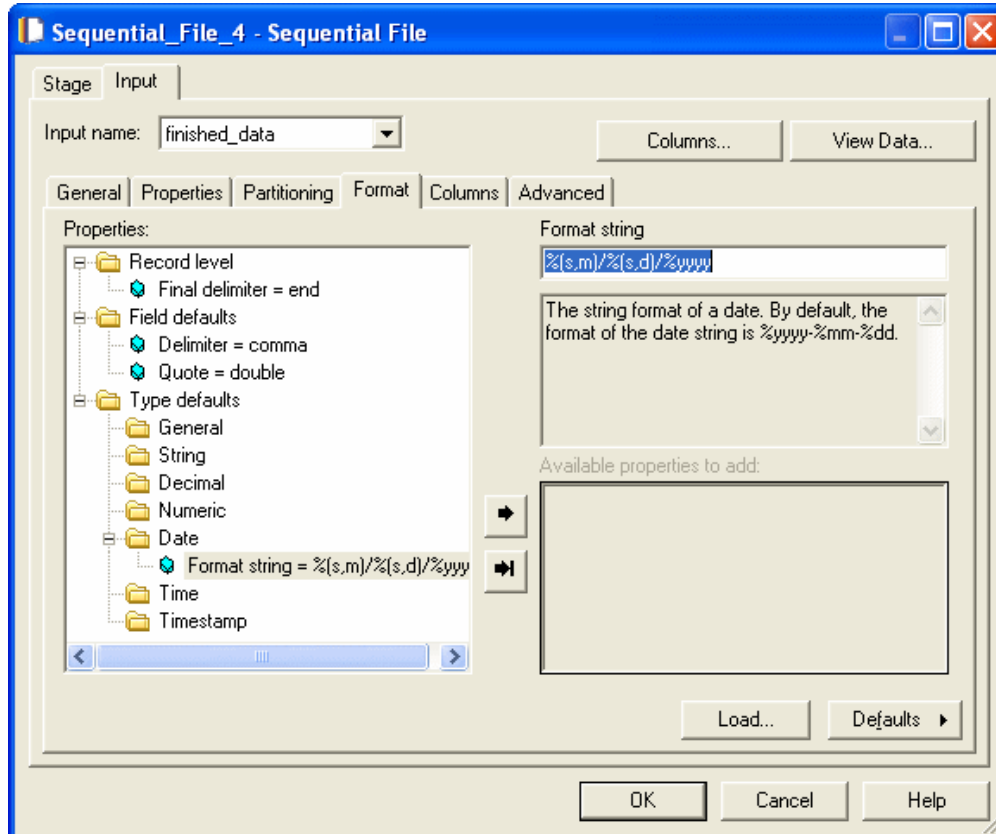 Sequential_File_4 - Sequential File
Stage Input
Input name: finished_data
Columns... View Data...
General Properties Partitioning Format Columns Advanced
Properties:
Record level
Final delimiter = end
Field defaults
Delimiter = comma
Quote = double
Type defaults
General
String
Decimal
Numeric
Date
Format string = %(s,m)/%(s,d)/%yyy
Time
Timestamp
Format string
%(s,m)/%(s,d)/%yyyy
The string format of a date. By default, the
format of the date string is %yyyy-%mm-%dd.
Available properties to add:
Load... Defaults
OK Cancel Help